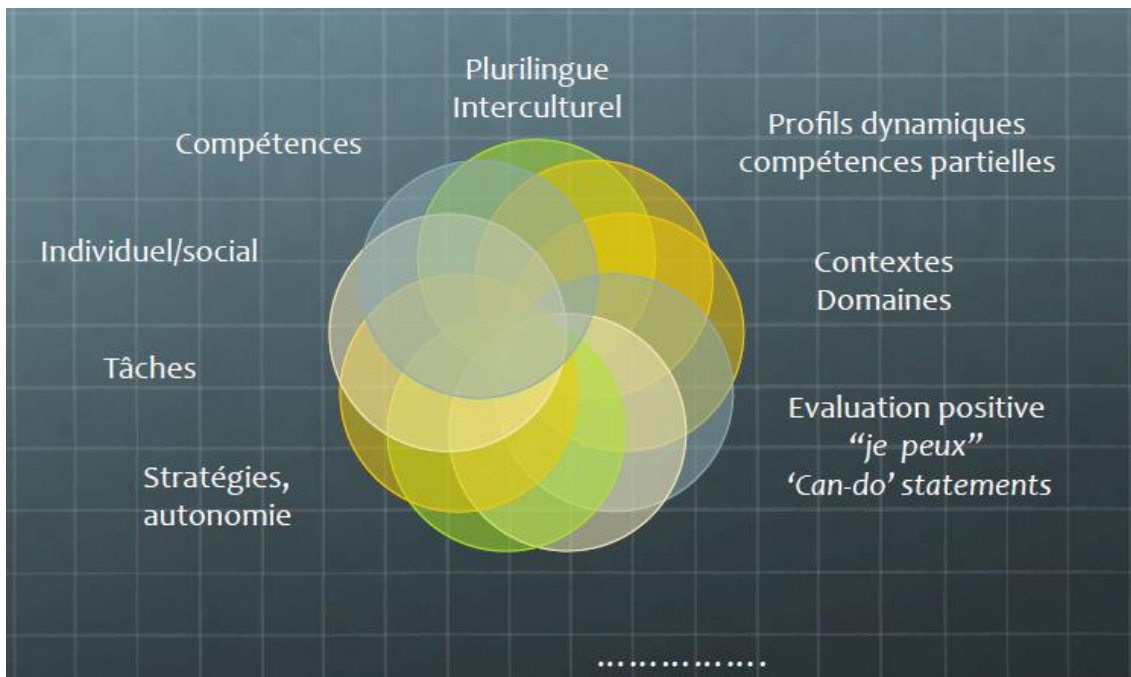 Plurilingue
Interculturel
Compétences
Profils dynamiques
compétences partielles
Individuel/social
Contextes
Domaines
Tâches
Evaluation positive
“je peux”
‘Can-do’ statements
Stratégies,
autonomie
................